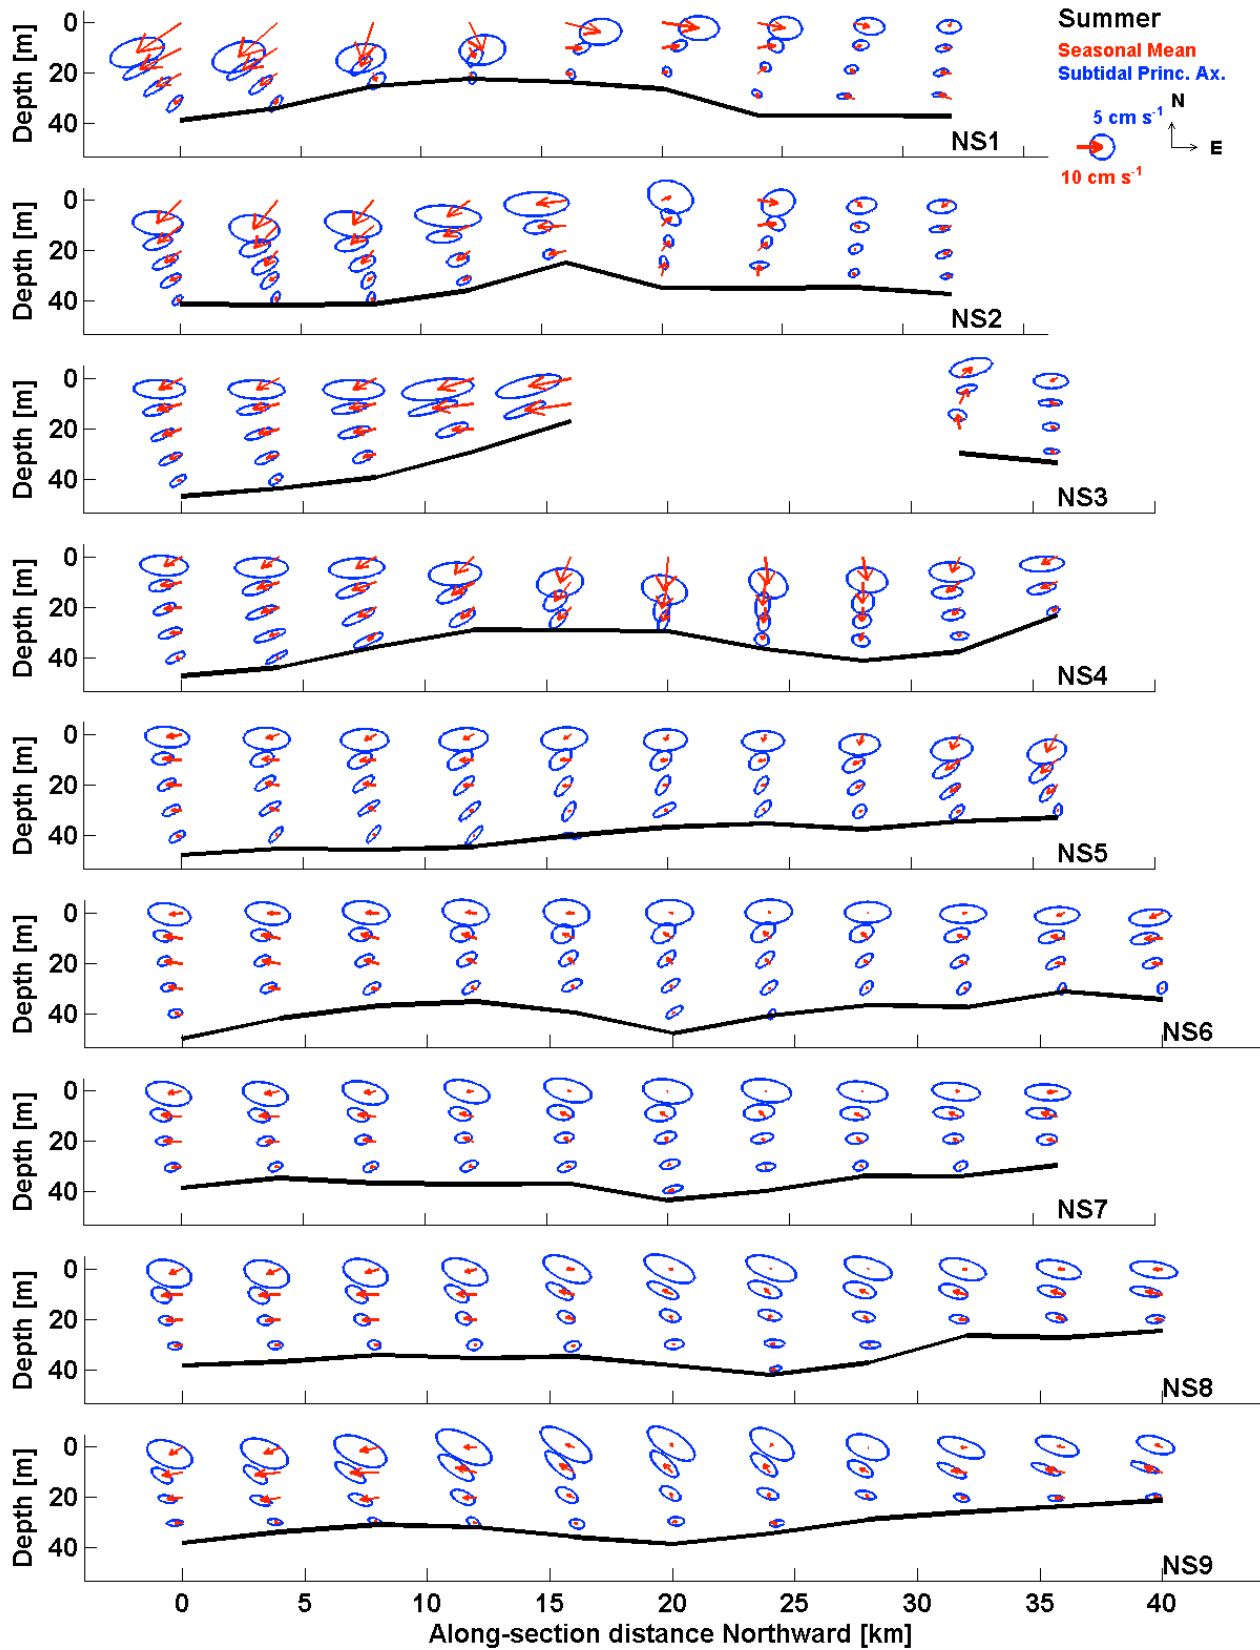 Summer
Seasonal Mean
Subtidal Princ. Ax.
5 cm s⁻¹
N
E
10 cm s⁻¹
Depth [m]
0
20
40
NS1
Depth [m]
0
20
40
NS2
Depth [m]
0
20
40
NS3
Depth [m]
0
20
40
NS4
Depth [m]
0
20
40
NS5
Depth [m]
0
20
40
NS6
Depth [m]
0
20
40
NS7
Depth [m]
0
20
40
NS8
Depth [m]
0
20
40
NS9
0 5 10 15 20 25 30 35 40
Along-section distance Northward [km]